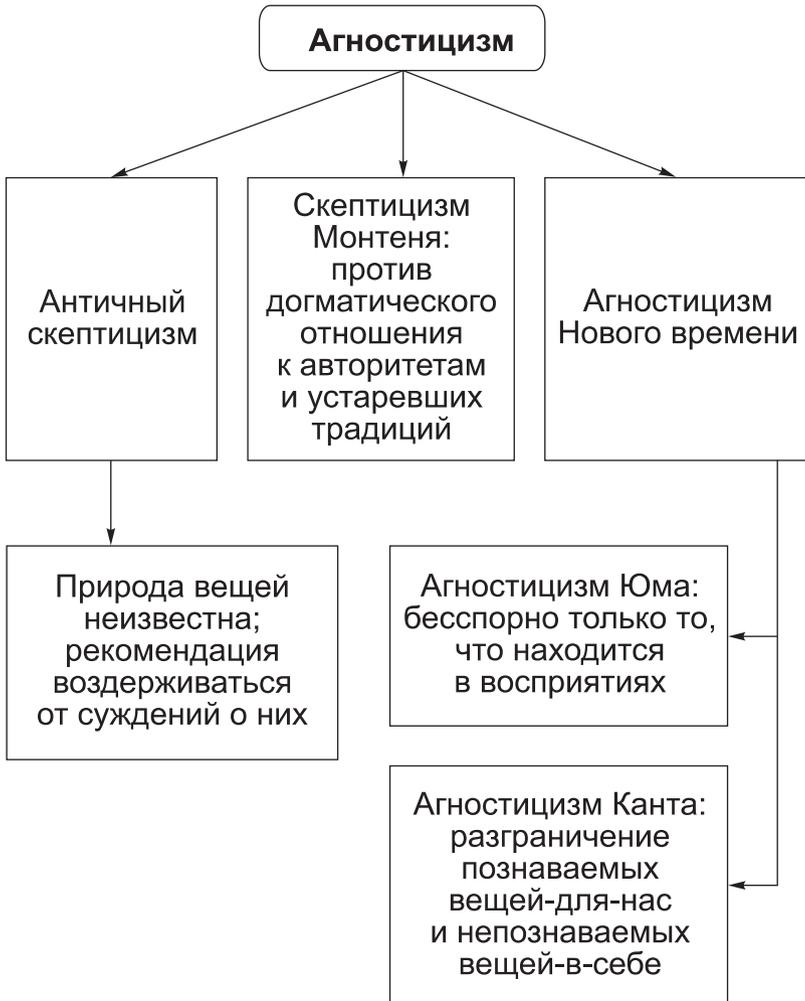 Агностицизм
Античный
скептицизм
Скептицизм
Монтеня:
против
догматического
отношения
к авторитетам
и устаревших
традиций
Агностицизм
Нового времени
Природа вещей
неизвестна;
рекомендация
воздерживаться
от суждений о них
Агностицизм Юма:
бесспорно только то,
что находится
в восприятиях
Агностицизм Канта:
разграничение
познаваемых
вещей-для-нас
и непознаваемых
вещей-в-себе